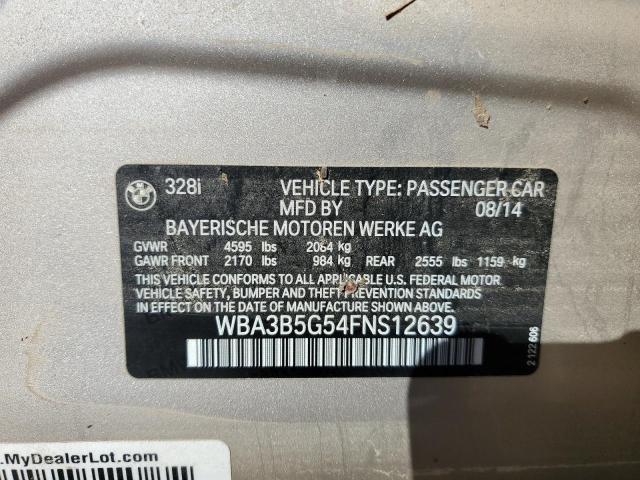 BMW
328i VEHICLE TYPE: PASSENGER CAR
MFD BY 08/14
BAYERISCHE MOTOREN WERKE AG
GVWR 4595 lbs 2084 kg
GAWR FRONT 2170 lbs 984 kg REAR 2555 lbs 1159 kg
THIS VEHICLE CONFORMS TO ALL APPLICABLE U.S. FEDERAL MOTOR
VEHICLE SAFETY, BUMPER AND THEFT PREVENTION STANDARDS
IN EFFECT ON THE DATE OF MANUFACTURE SHOWN ABOVE.
WBA3B5G54FNS12639
2 122 606
.MyDealerLot.com